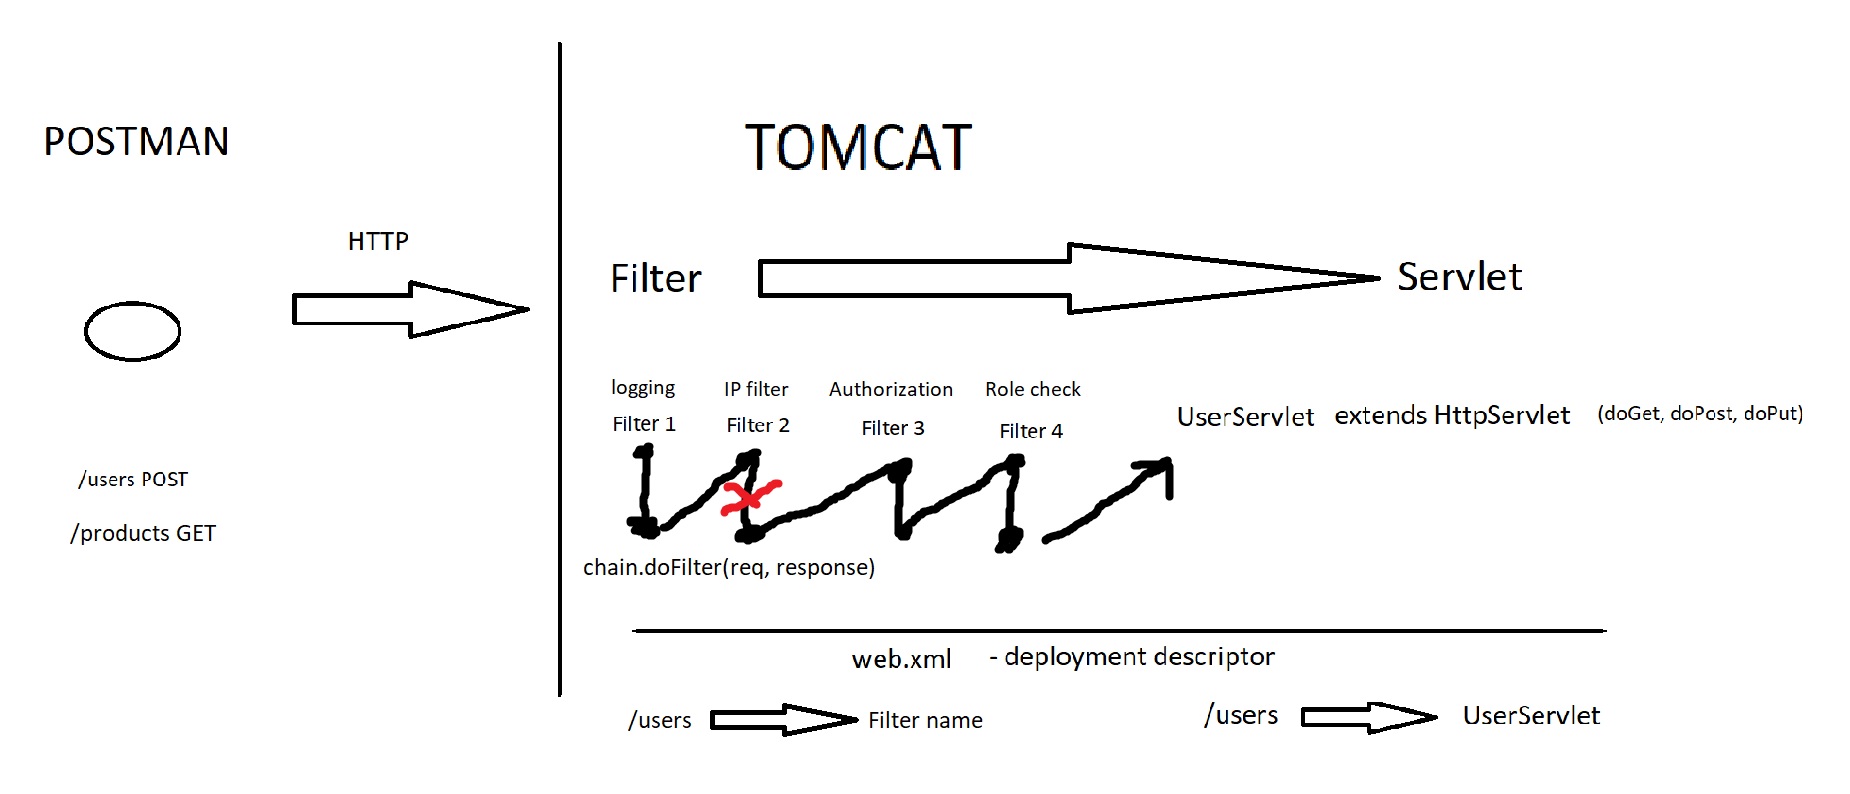 POSTMAN
HTTP
/users POST
/products GET
TOMCAT
Filter
Servlet
logging
Filter 1
IP filter
Filter 2
Authorization
Filter 3
Role check
Filter 4
UserServlet extends HttpServlet (doGet, doPost, doPut)
chain.doFilter(req, response)
web.xml - deployment descriptor
/users Filter name
/users UserServlet